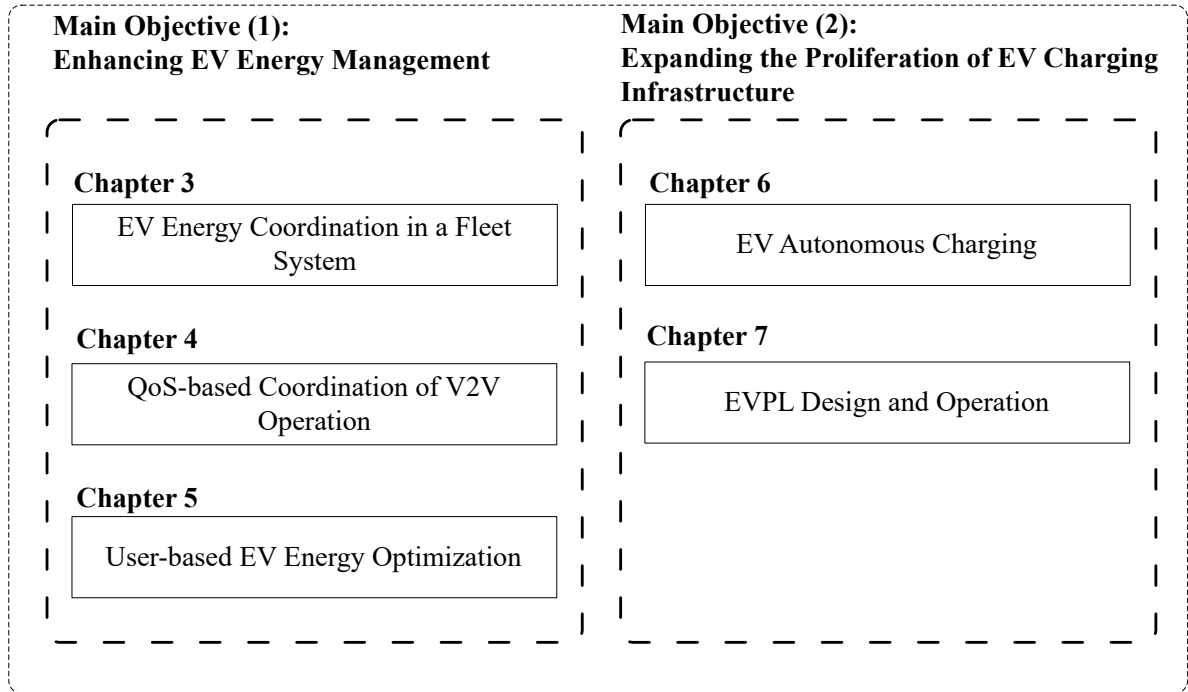 Main Objective (1):
Enhancing EV Energy Management
Chapter 3
EV Energy Coordination in a Fleet
System
Chapter 4
QoS-based Coordination of V2V
Operation
Chapter 5
User-based EV Energy Optimization
Main Objective (2):
Expanding the Proliferation of EV Charging
Infrastructure
Chapter 6
EV Autonomous Charging
Chapter 7
EVPL Design and Operation